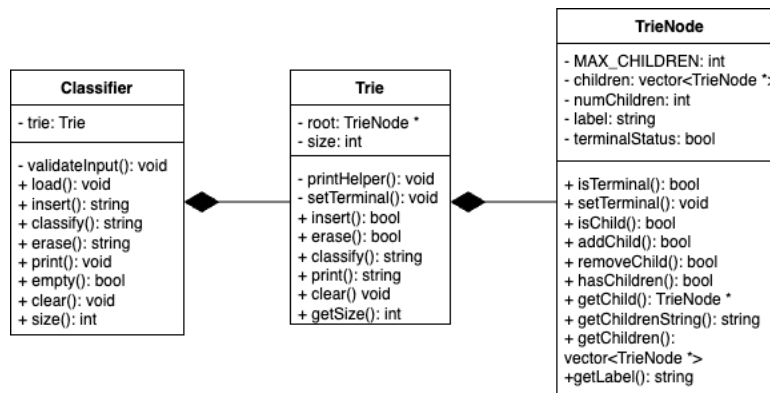 Classifier
- trie: Trie
- validateInput(): void
+ load(): void
+ insert(): string
+ classify(): string
+ erase(): string
+ print(): void
+ empty(): bool
+ clear(): void
+ size(): int
Trie
- root: TrieNode *
- size: int
- printHelper(): void
- setTerminal(): void
+ insert(): bool
+ erase(): bool
+ classify(): string
+ print(): string
+ clear() void
+ getSize(): int
TrieNode
- MAX_CHILDREN: int
- children: vector<TrieNode *>
- numChildren: int
- label: string
- terminalStatus: bool
+ isTerminal(): bool
+ setTerminal(): void
+ isChild(): bool
+ addChild(): bool
+ removeChild(): bool
+ hasChildren(): bool
+ getChild(): TrieNode *
+ getChildrenString(): string
+ getChildren():
vector<TrieNode *>
+getLabel(): string